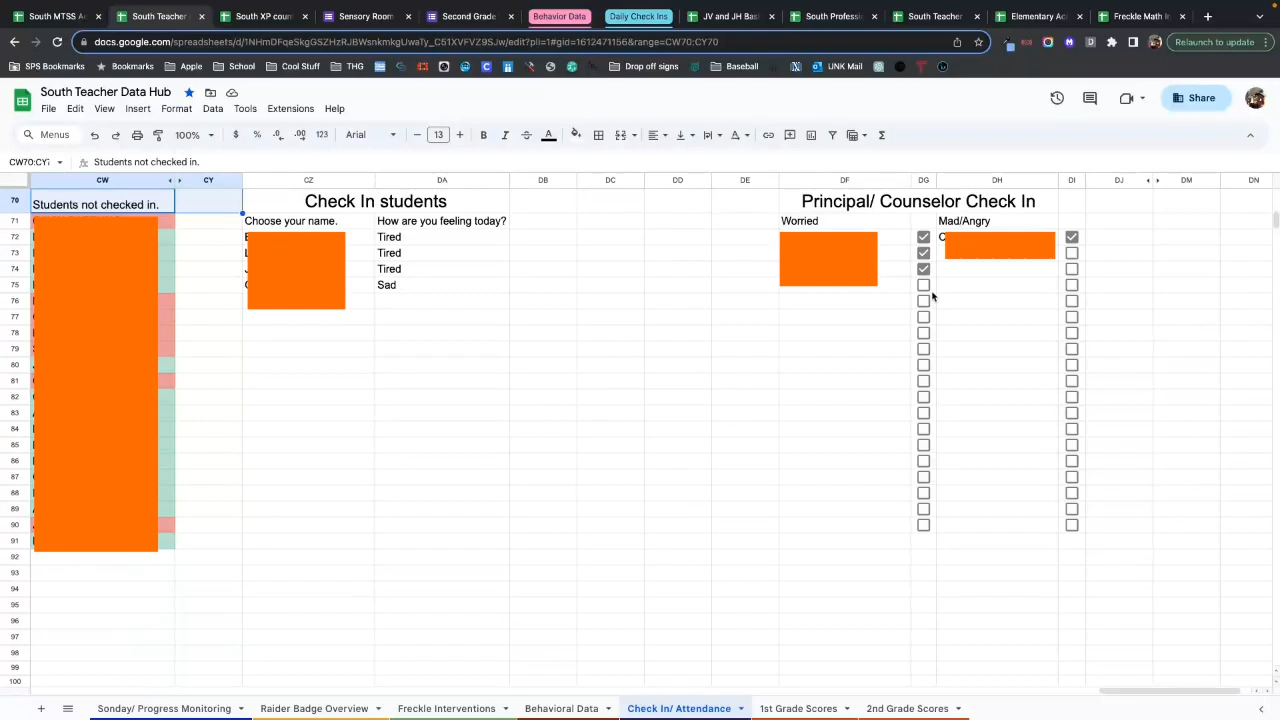 South MTSS A
South Teacher
South XP coun
Sensory Room
Second Grade
Behavior Data
Daily Check Ins
JV and JH Bas
South Profess
South Teacher
Elementary Ac
Freckle Math I
docs.google.com/spreadsheets/d/1NHmDFqeSkgGSZHzRJBWsnkmkgUwaTy_C51XVFVZ9SJw/edit?pli=1#gid=1612471156&range=CW70:CY70
Relaunch to update
SPS Bookmarks
Bookmarks
Apple
School
Cool Stuff
THG
Drop off signs
Baseball
UNK Mail
South Teacher Data Hub
File Edit View Insert Format Data Tools Extensions Help
Share
Menus
100%
$ % .0 .00 123
Arial
13
B I A
CW70:CY7
Students not checked in.
CW CY CZ DA DB DC DD DE DF DG DH DI DJ DM DN
70 Students not checked in. Check In students Principal/ Counselor Check In
71 Choose your name. How are you feeling today? Worried Mad/Angry
72 Tired C
73 L Tired
74 J Tired
75 Sad
76
77
78
79
80
81
82
83
84
85
86
87
88
89
90
91
92
93
94
95
96
97
98
99
100
Sonday/ Progress Monitoring
Raider Badge Overview
Freckle Interventions
Behavioral Data
Check In/ Attendance
1st Grade Scores
2nd Grade Scores